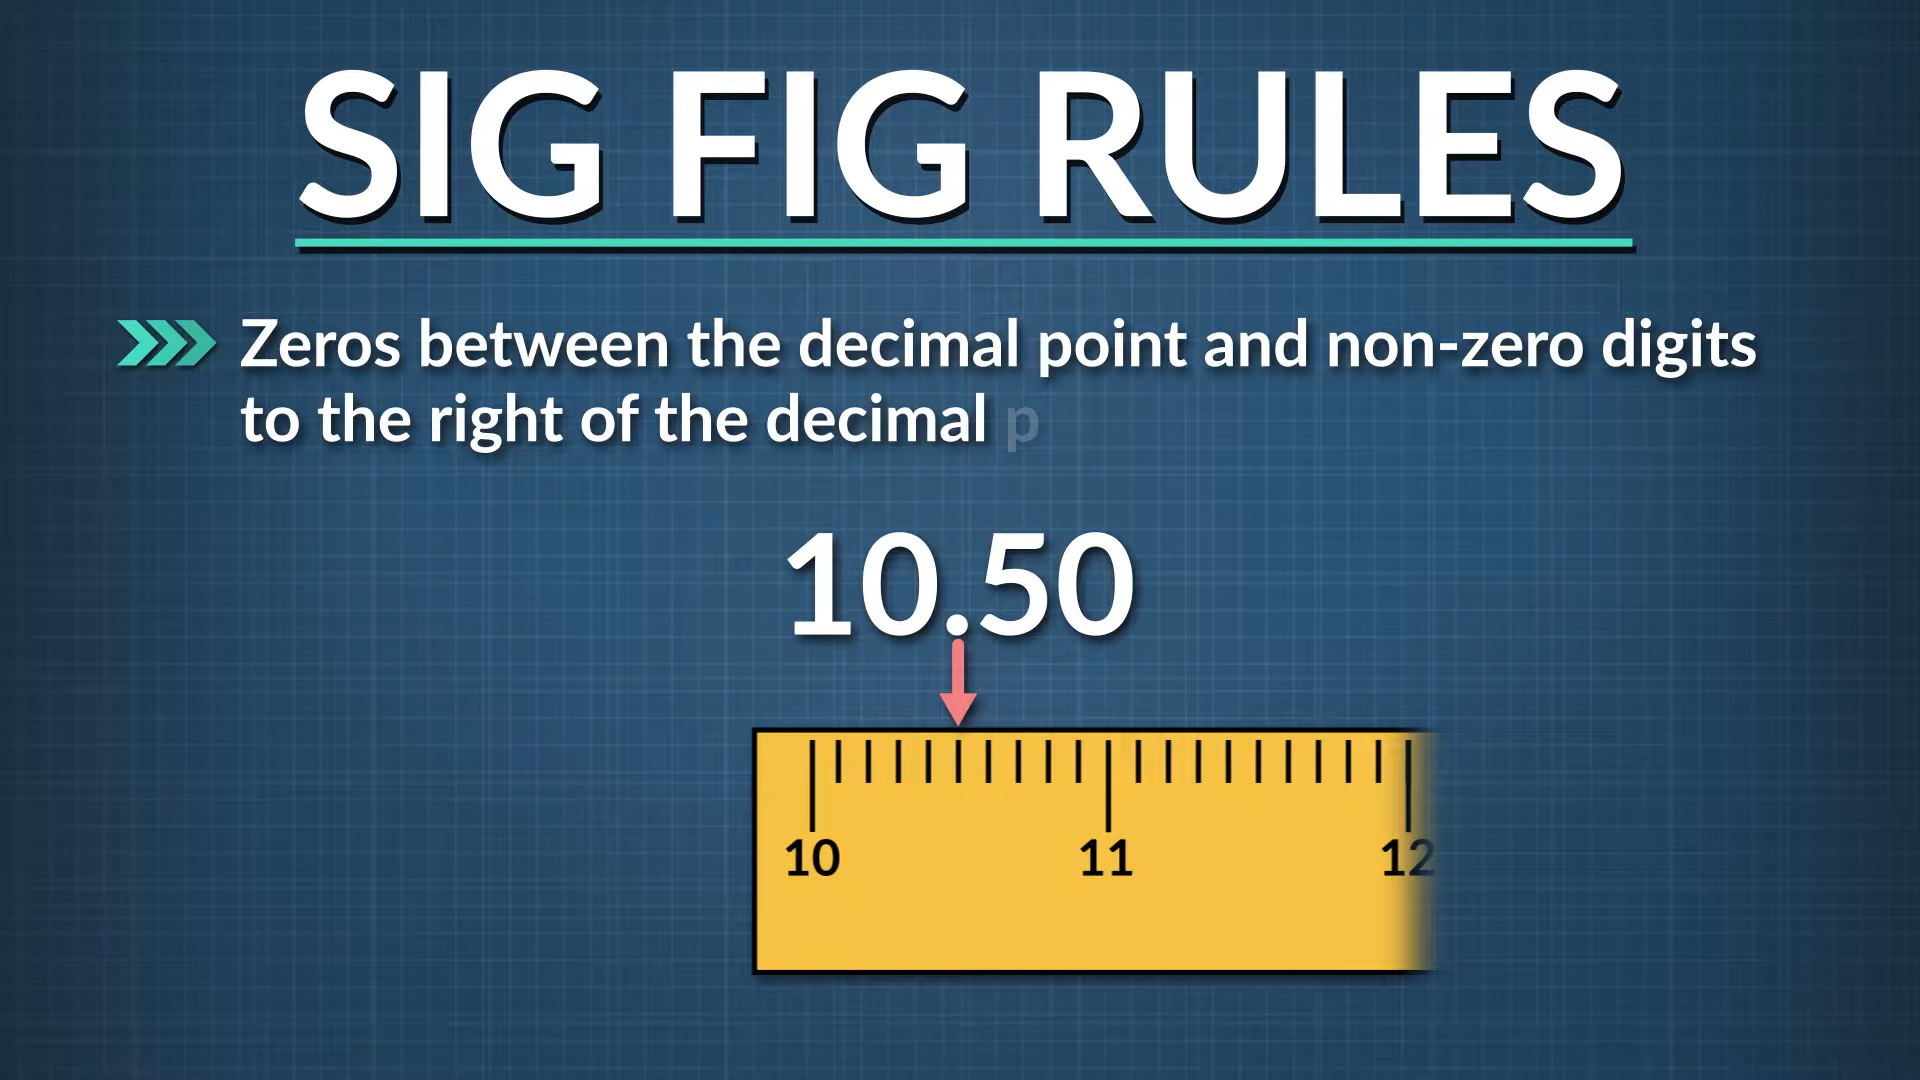 SIG FIG RULES
Zeros between the decimal point and non-zero digits
to the right of the decimal p
10.50
10 11 12